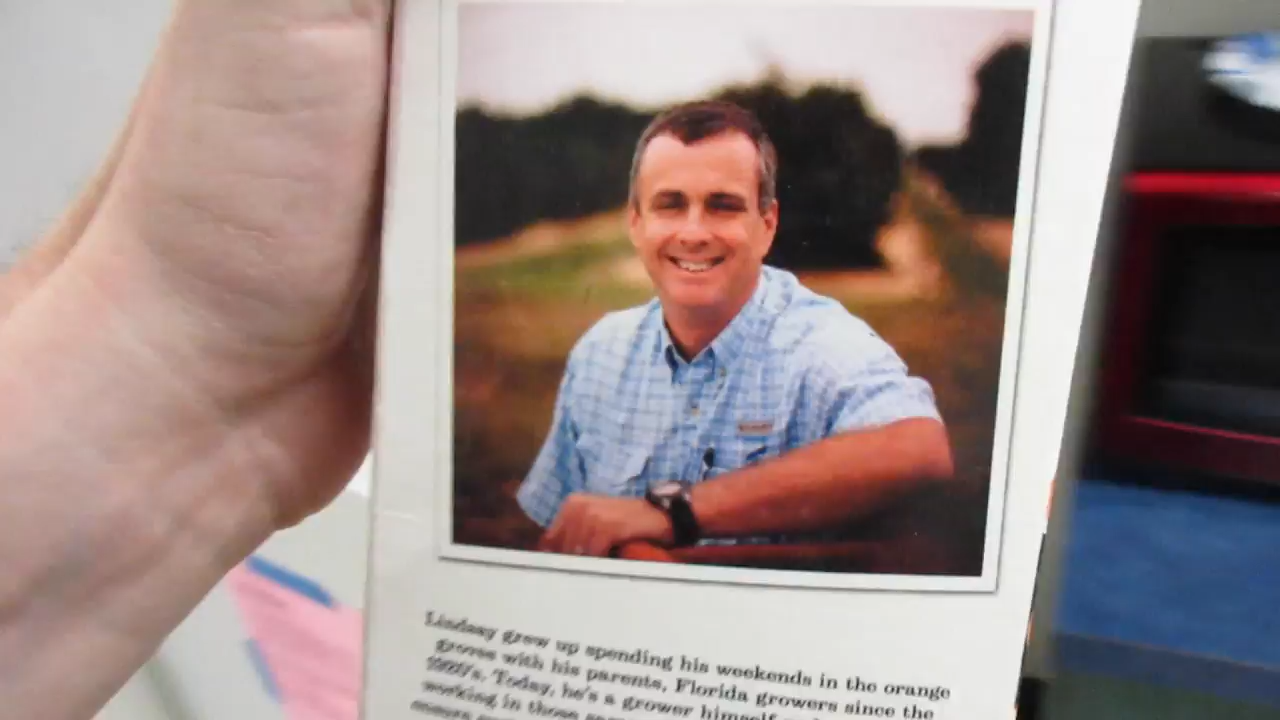 Lindsay grew up spending his weekends in the orange
groves with his parents, Florida growers since the
1920's. Today, he's a grower himself
working in those